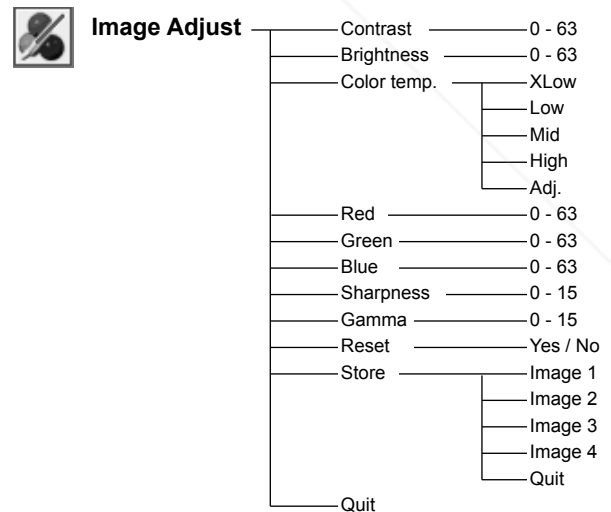 Image Adjust Contrast 0 - 63
Brightness 0 - 63
Color temp. XLow
Low
Mid
High
Adj.
Red 0 - 63
Green 0 - 63
Blue 0 - 63
Sharpness 0 - 15
Gamma 0 - 15
Reset Yes / No
Store Image 1
Image 2
Image 3
Image 4
Quit
Quit